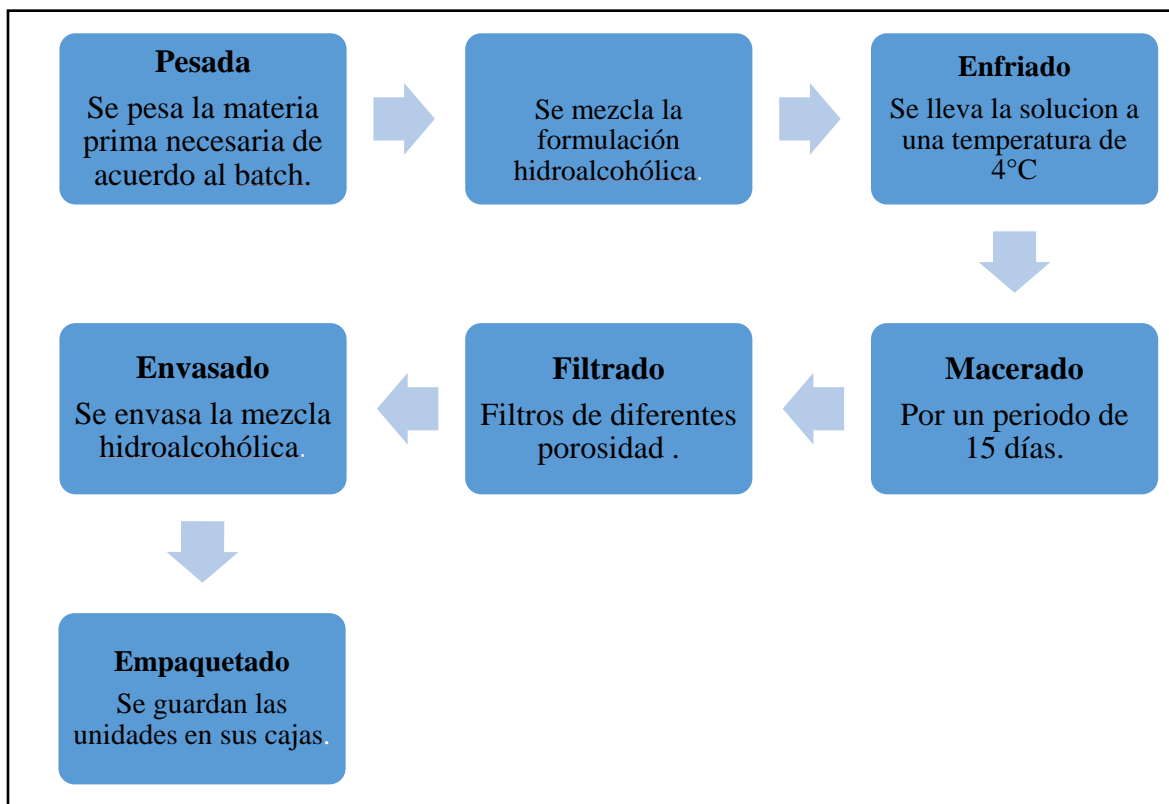 Pesada
Se pesa la materia
prima necesaria de
acuerdo al batch.
Se mezcla la
formulación
hidroalcohólica.
Enfriado
Se lleva la solucion a
una temperatura de
4°C
Macerado
Por un periodo de
15 días.
Filtrado
Filtros de diferentes
porosidad .
Envasado
Se envasa la mezcla
hidroalcohólica.
Empaquetado
Se guardan las
unidades en sus cajas.